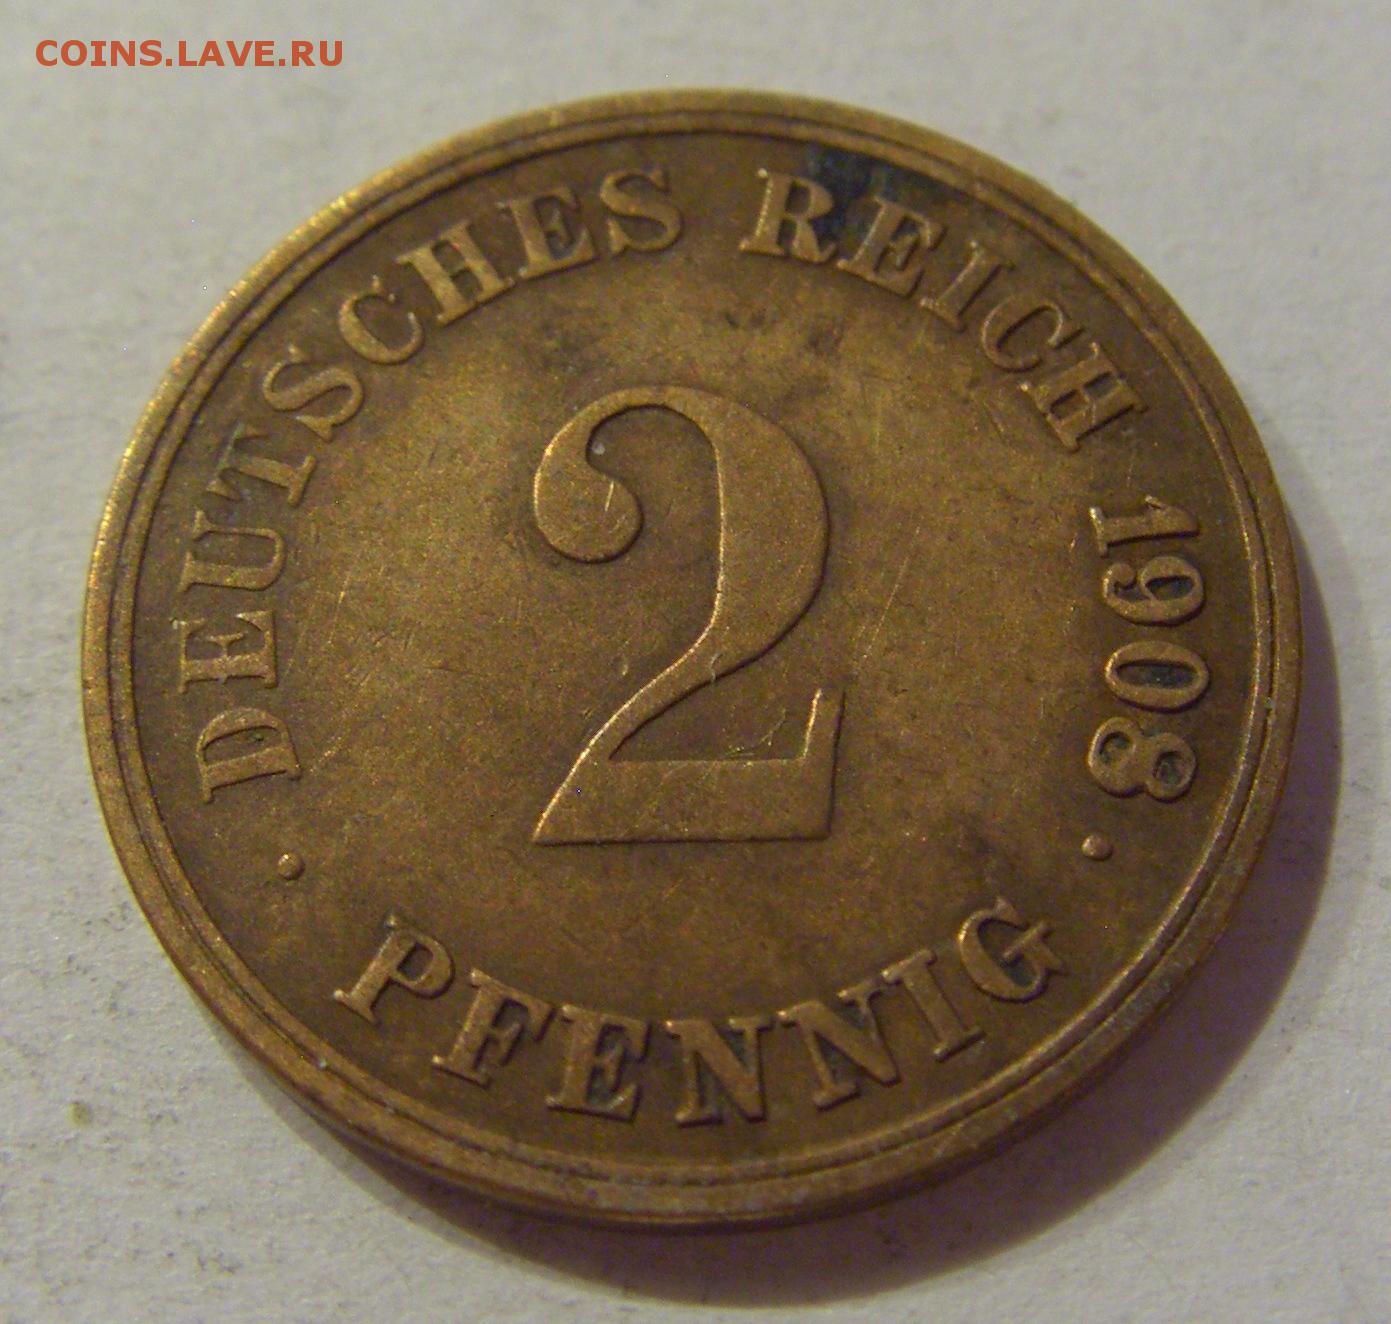 COINS.LAVE.RU
DEUTSCHES REICH 1908
2
· PFENNIG ·